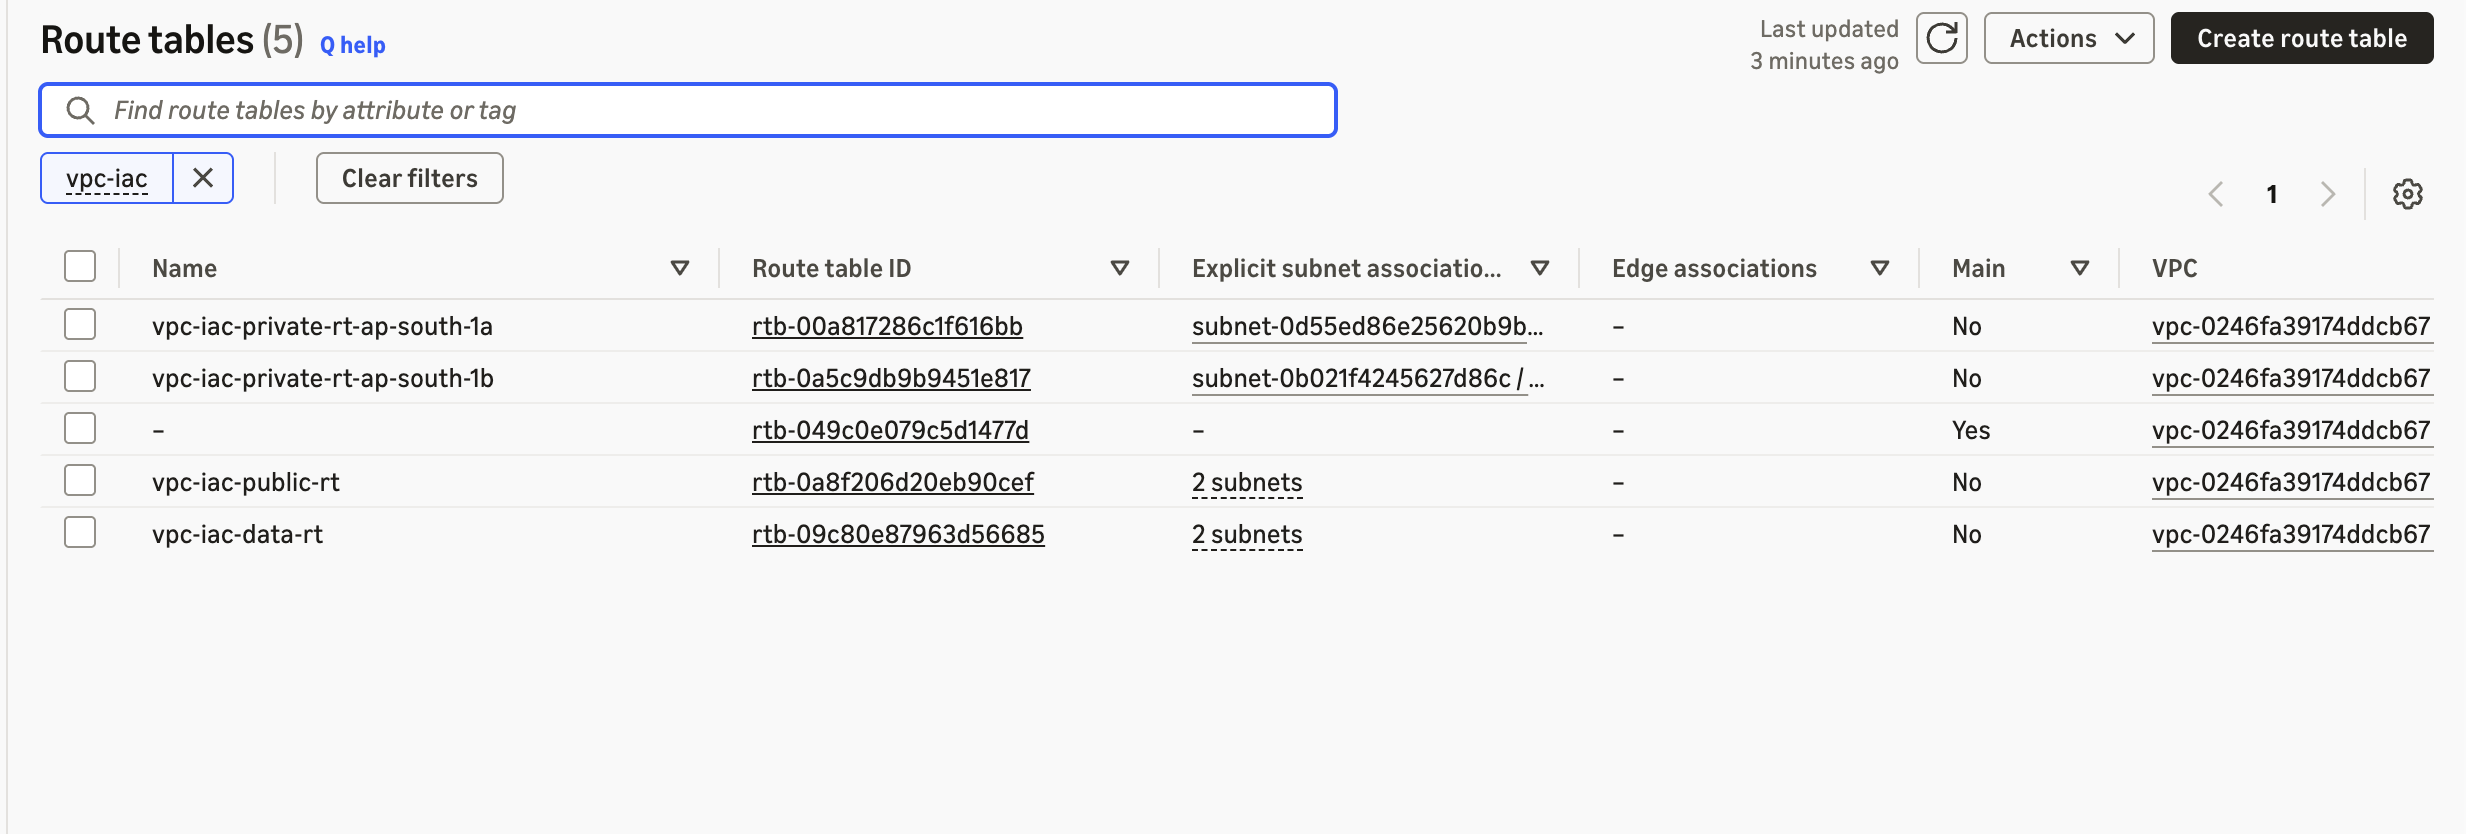 Route tables (5) Q help
Last updated
3 minutes ago
Actions
Create route table
Find route tables by attribute or tag
vpc-iac
Clear filters
1
Name Route table ID Explicit subnet associatio... Edge associations Main VPC
vpc-iac-private-rt-ap-south-1a rtb-00a817286c1f616bb subnet-0d55ed86e25620b9b... – No vpc-0246fa39174ddcb67
vpc-iac-private-rt-ap-south-1b rtb-0a5c9db9b9451e817 subnet-0b021f4245627d86c / ... – No vpc-0246fa39174ddcb67
– rtb-049c0e079c5d1477d – – Yes vpc-0246fa39174ddcb67
vpc-iac-public-rt rtb-0a8f206d20eb90cef 2 subnets – No vpc-0246fa39174ddcb67
vpc-iac-data-rt rtb-09c80e87963d56685 2 subnets – No vpc-0246fa39174ddcb67